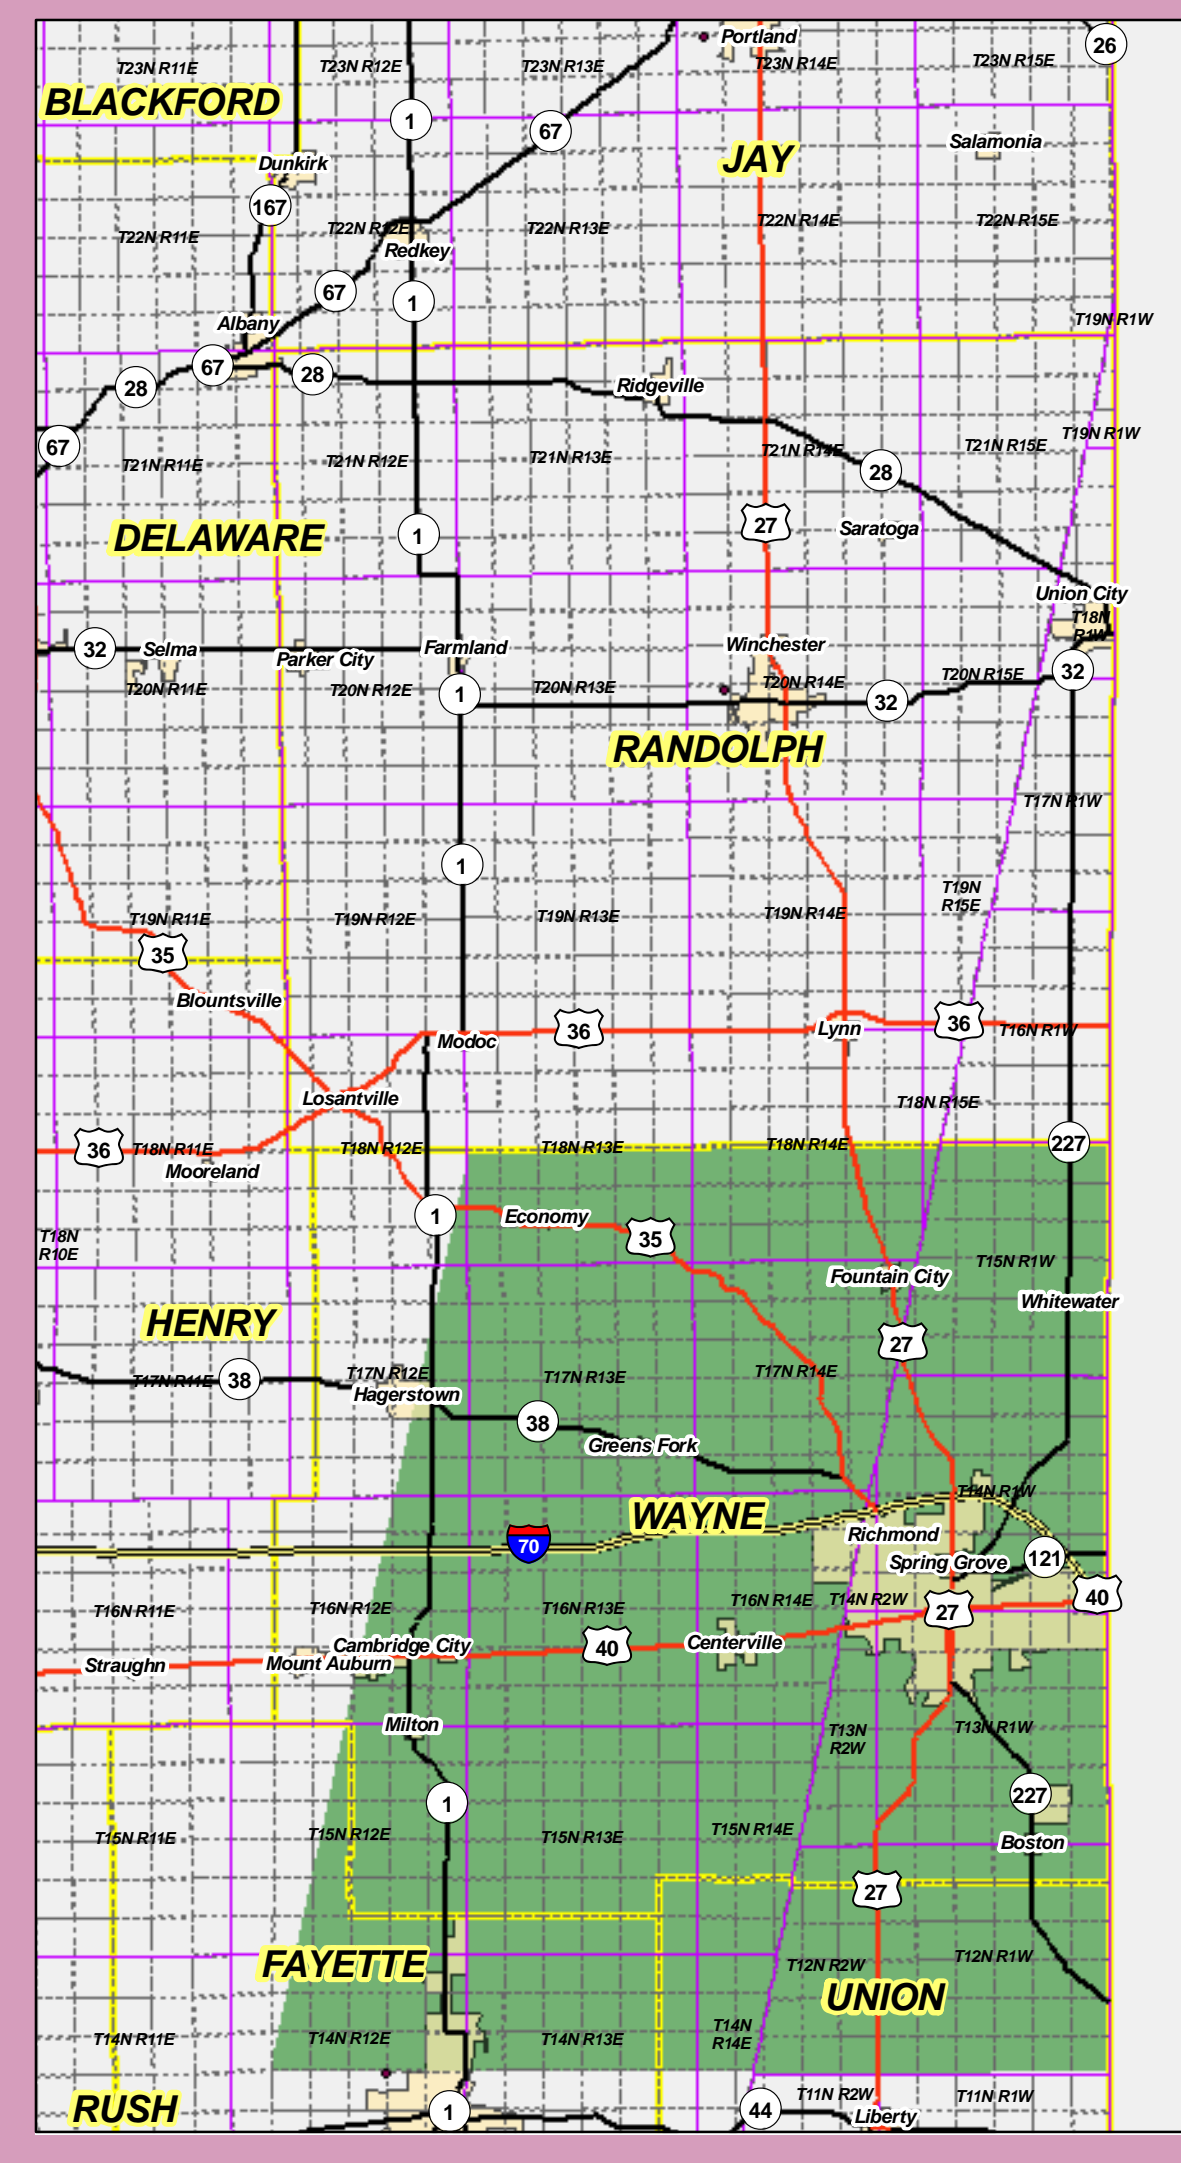 Portland
26
T23N R11E
T23N R12E
T23N R13E
T23N R14E
T23N R15E
BLACKFORD
1
67
JAY
Salamonia
Dunkirk
167
T22N R11E
T22N R12E
T22N R13E
T22N R14E
T22N R15E
Redkey
67
1
Albany
T19N R1W
67
28
28
Ridgeville
67
T21N R11E
T21N R12E
T21N R13E
T21N R14E
T21N R15E
T19N R1W
28
27
Saratoga
DELAWARE
1
Union City
T18N
R1W
32
Selma
Parker City
Farmland
Winchester
32
T20N R11E
T20N R12E
1
T20N R13E
T20N R14E
32
T20N R15E
RANDOLPH
T17N R1W
1
T19N R11E
T19N R12E
T19N R13E
T19N R14E
T19N
R15E
35
Blountsville
Modoc
36
Lynn
36
T16N R1W
Losantville
T18N R15E
36
T18N R11E
T18N R12E
T18N R13E
T18N R14E
227
Mooreland
1
Economy
35
T18N
R10E
T15N R1W
Fountain City
Whitewater
HENRY
27
T17N R11E
38
T17N R12E
T17N R13E
T17N R14E
Hagerstown
38
Greens Fork
T14N R1W
WAYNE
Richmond
70
Spring Grove
121
40
T16N R11E
T16N R12E
T16N R13E
T16N R14E
T14N R2W
27
Cambridge City
40
Centerville
Straughn
Mount Auburn
Milton
T13N
R2W
T13N R1W
1
227
T15N R11E
T15N R12E
T15N R13E
T15N R14E
Boston
27
FAYETTE
T12N R2W
T12N R1W
UNION
T14N R11E
T14N R12E
T14N R13E
T14N
R14E
RUSH
1
44
T11N R2W
T11N R1W
Liberty